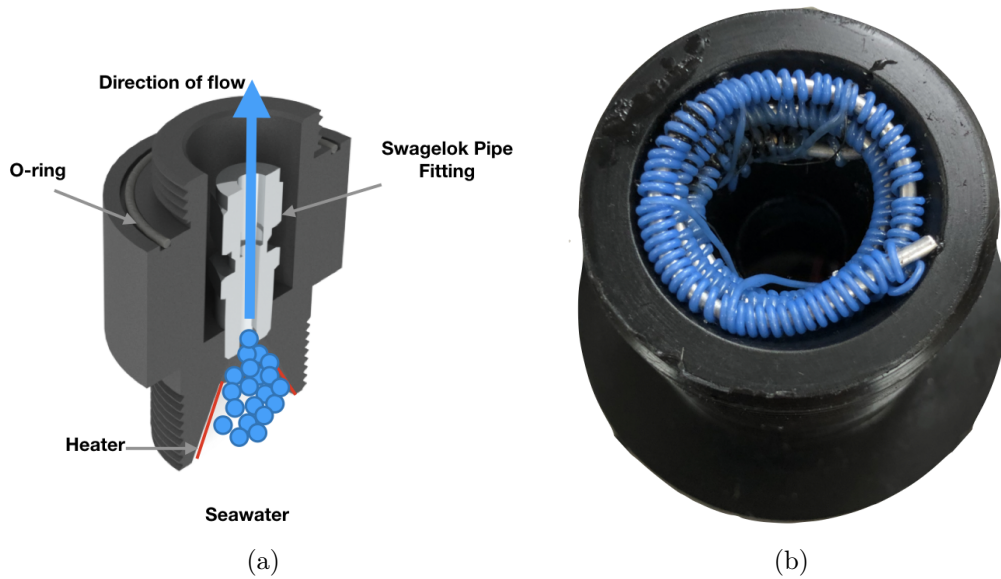 Direction of flow
O-ring
Swagelok Pipe
Fitting
Heater
Seawater
(a)
(b)